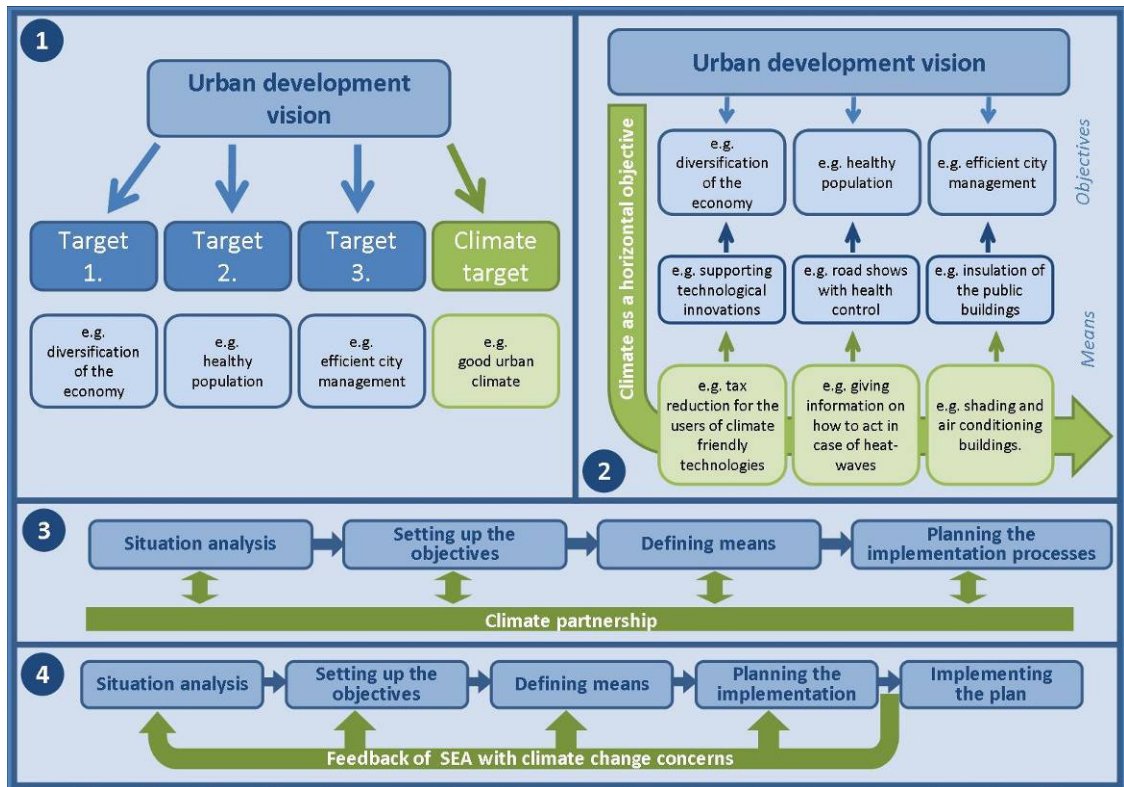 1
Urban development
vision
Target
1.
Target
2.
Target
3.
Climate
target
e.g.
diversification
of the
economy
e.g.
healthy
population
e.g.
efficient city
management
e.g.
good urban
climate
2
Urban development vision
Climate as a horizontal objective
Objectives
Means
e.g.
diversification
of the
economy
e.g. healthy
population
e.g. efficient city
management
e.g. supporting
technological
innovations
e.g. road shows
with health
control
e.g. insulation of
the public
buildings
e.g. tax
reduction for the
users of climate
friendly
technologies
e.g. giving
information on
how to act in
case of heat-
waves
e.g. shading and
air conditioning
buildings.
3
Situation analysis
Setting up the
objectives
Defining means
Planning the
implementation processes
Climate partnership
4
Situation analysis
Setting up the
objectives
Defining means
Planning the
implementation
Implementing
the plan
Feedback of SEA with climate change concerns